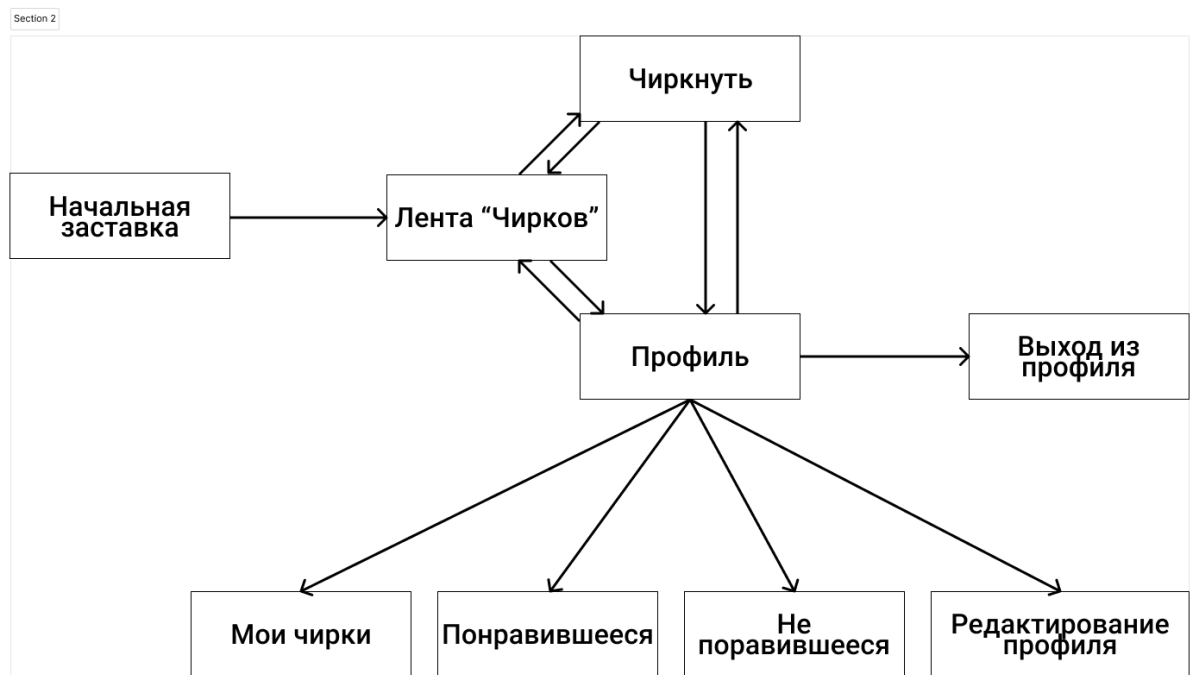 Section 2
Чиркнуть
Начальная
заставка
Лента “Чирков”
Профиль
Выход из
профиля
Мои чирки
Понравившееся
Не
поравившееся
Редактирование
профиля